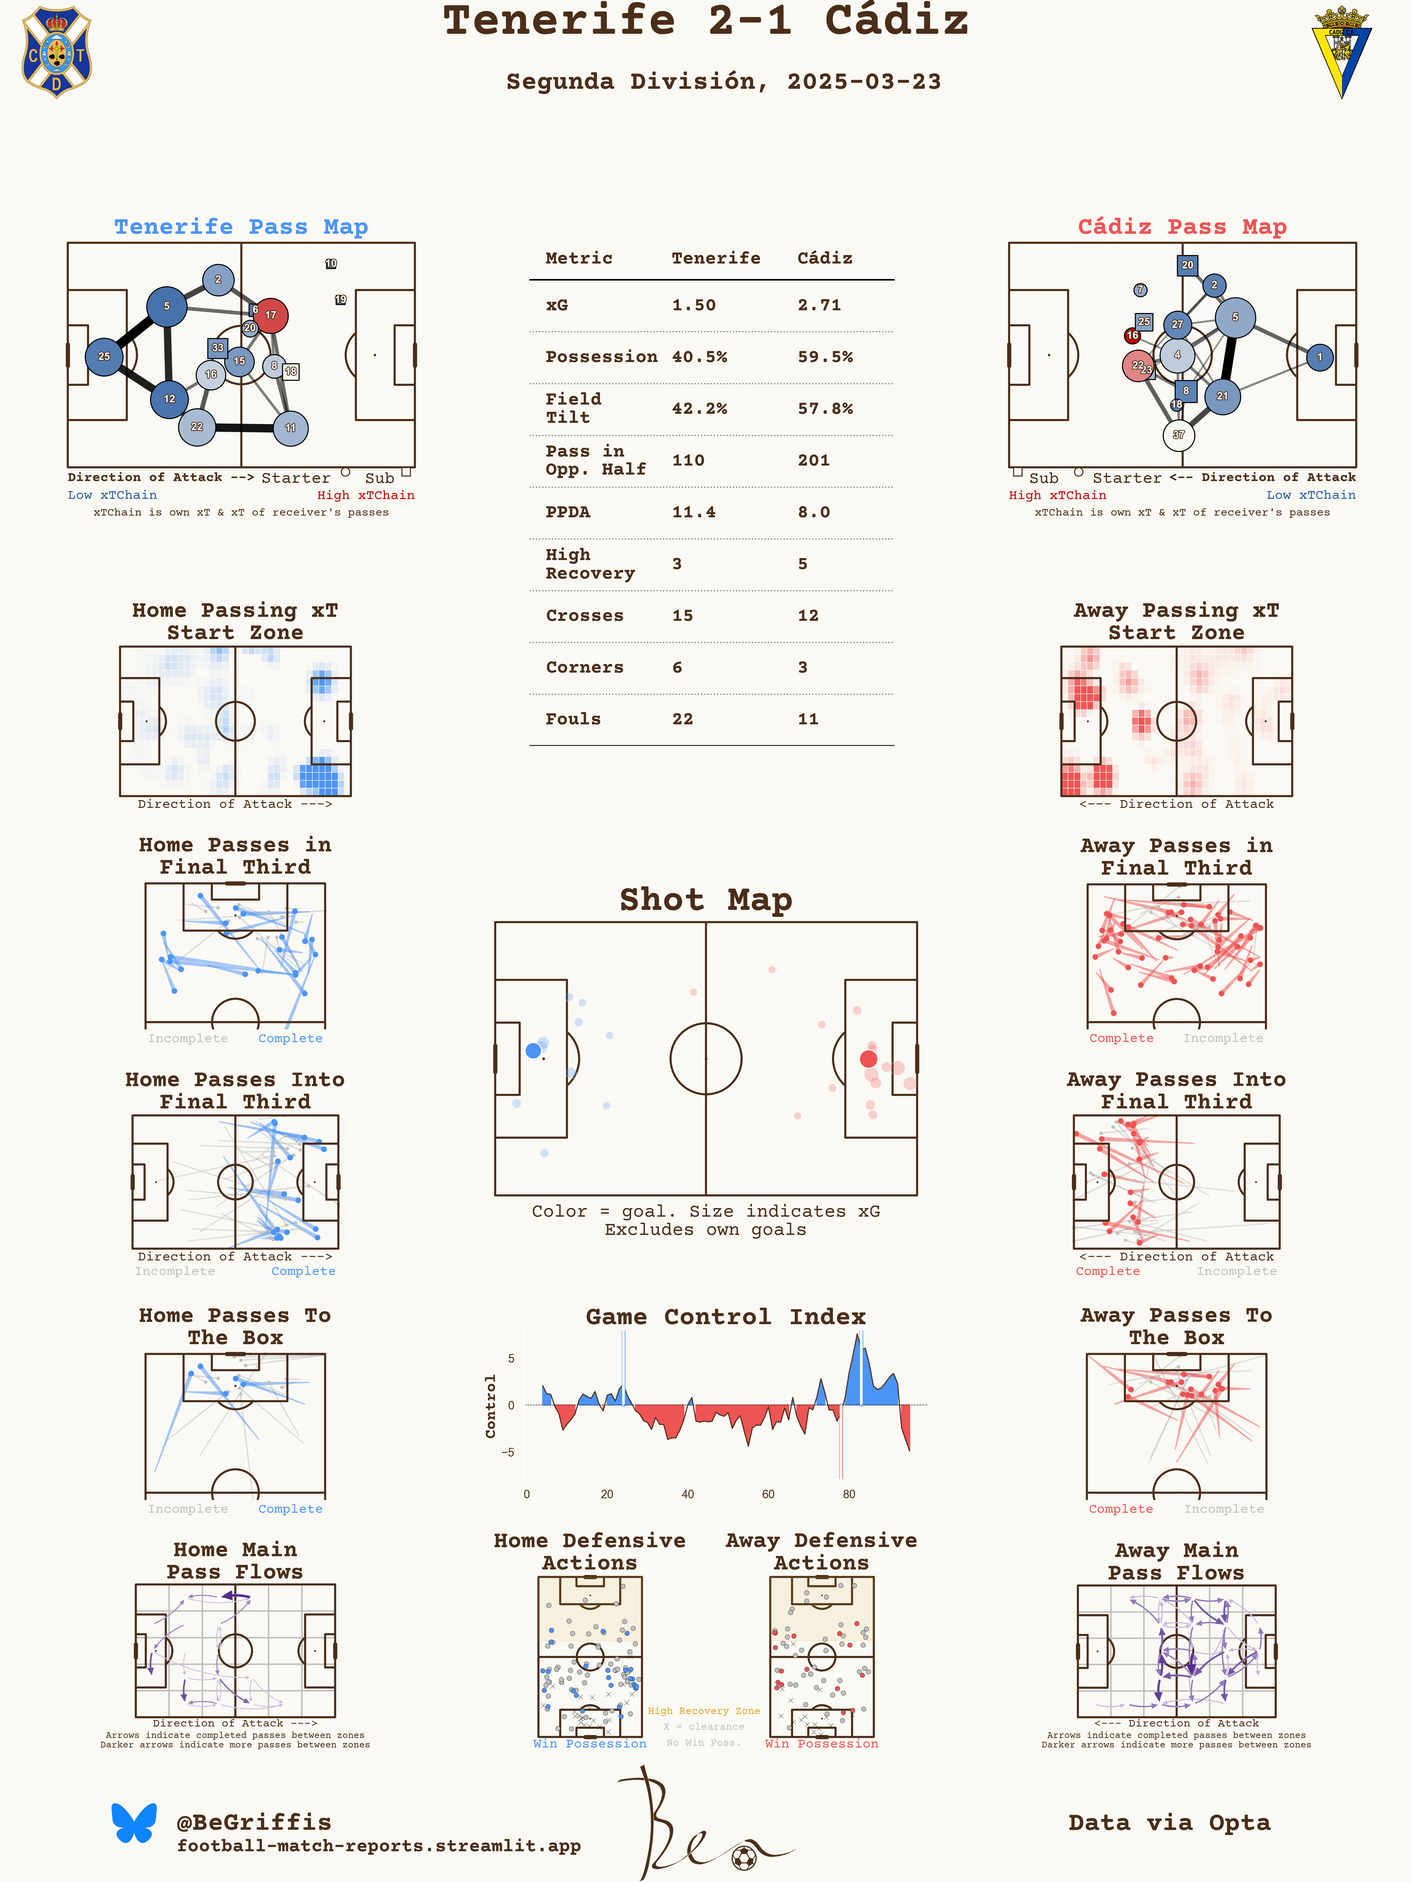 Tenerife 2-1 Cádiz
Segunda División, 2025-03-23
C T
D
Tenerife Pass Map
10
2
19
5
6
17
20
33
25
15
8
18
16
12
22
11
Direction of Attack --> Starter Sub
Low xTChain High xTChain
xTChain is own xT & xT of receiver's passes
Metric Tenerife Cádiz
xG 1.50 2.71
Possession 40.5% 59.5%
Field
Tilt 42.2% 57.8%
Pass in
Opp. Half 110 201
PPDA 11.4 8.0
High
Recovery 3 5
Crosses 15 12
Corners 6 3
Fouls 22 11
Cádiz Pass Map
20
2
7
5
25
27
16
4
1
22
23
8
21
18
37
Sub Starter <-- Direction of Attack
High xTChain Low xTChain
xTChain is own xT & xT of receiver's passes
Home Passing xT
Start Zone
Direction of Attack --->
Away Passing xT
Start Zone
<--- Direction of Attack
Home Passes in
Final Third
Incomplete Complete
Away Passes in
Final Third
Complete Incomplete
Shot Map
Color = goal. Size indicates xG
Excludes own goals
Home Passes Into
Final Third
Direction of Attack --->
Incomplete Complete
Away Passes Into
Final Third
<--- Direction of Attack
Complete Incomplete
Home Passes To
The Box
Incomplete Complete
Game Control Index
Control
5
0
−5
0 20 40 60 80
Away Passes To
The Box
Complete Incomplete
Home Main
Pass Flows
Direction of Attack --->
Arrows indicate completed passes between zones
Darker arrows indicate more passes between zones
Home Defensive
Actions
Win Possession
Away Defensive
Actions
Win Possession
High Recovery Zone
X = clearance
No Win Poss.
Away Main
Pass Flows
<--- Direction of Attack
Arrows indicate completed passes between zones
Darker arrows indicate more passes between zones
@BeGriffis
football-match-reports.streamlit.app
Ben
Data via Opta